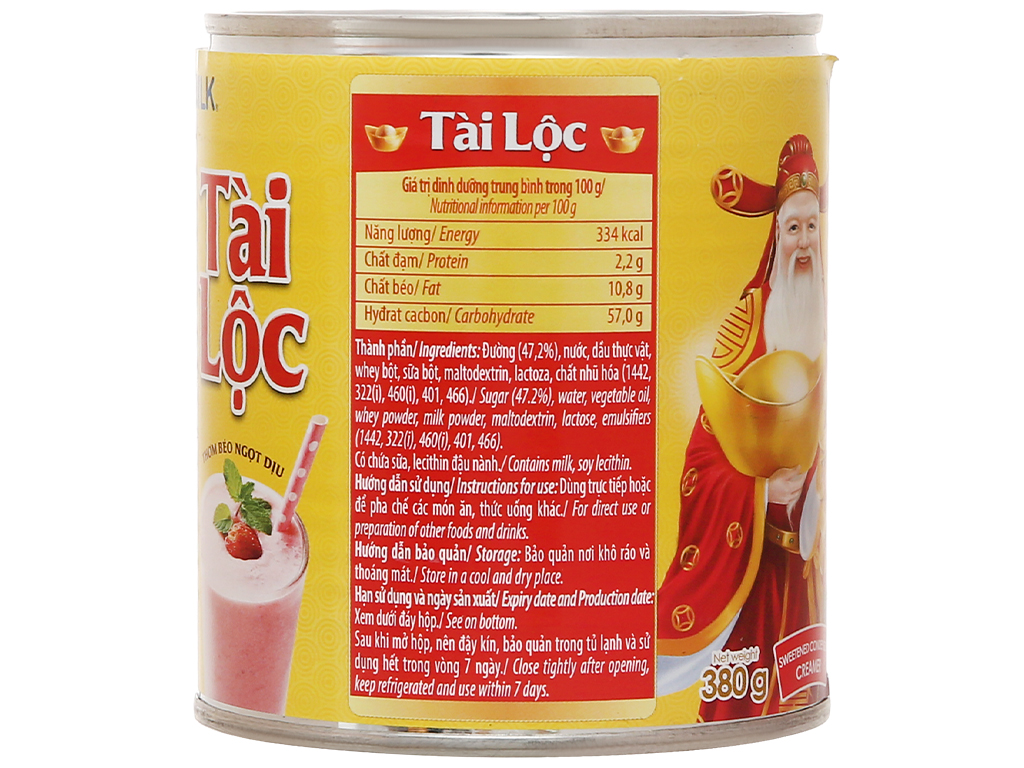 Tài
Lộc
THƠM BÉO NGỌT DỊU
Tài Lộc
Giá trị dinh dưỡng trung bình trong 100 g/
Nutritional information per 100 g
Năng lượng/ Energy 334 kcal
Chất đạm/ Protein 2,2 g
Chất béo/ Fat 10,8 g
Hyđrat cacbon/ Carbohydrate 57,0 g
Thành phần/ Ingredients: Đường (47,2%), nước, dầu thực vật,
whey bột, sữa bột, maltodextrin, lactoza, chất nhũ hóa (1442,
322(i), 460(i), 401, 466)./ Sugar (47.2%), water, vegetable oil,
whey powder, milk powder, maltodextrin, lactose, emulsifiers
(1442, 322(i), 460(i), 401, 466).
Có chứa sữa, lecithin đậu nành./ Contains milk, soy lecithin.
Hướng dẫn sử dụng/ Instructions for use: Dùng trực tiếp hoặc
để pha chế các món ăn, thức uống khác./ For direct use or
preparation of other foods and drinks.
Hướng dẫn bảo quản/ Storage: Bảo quản nơi khô ráo và
thoáng mát./ Store in a cool and dry place.
Hạn sử dụng và ngày sản xuất/ Expiry date and Production date:
Xem dưới đáy hộp./ See on bottom.
Sau khi mở hộp, nên đậy kín, bảo quản trong tủ lạnh và sử
dụng hết trong vòng 7 ngày./ Close tightly after opening,
keep refrigerated and use within 7 days.
Net weight
380 g
SWEETENED
CREAMER